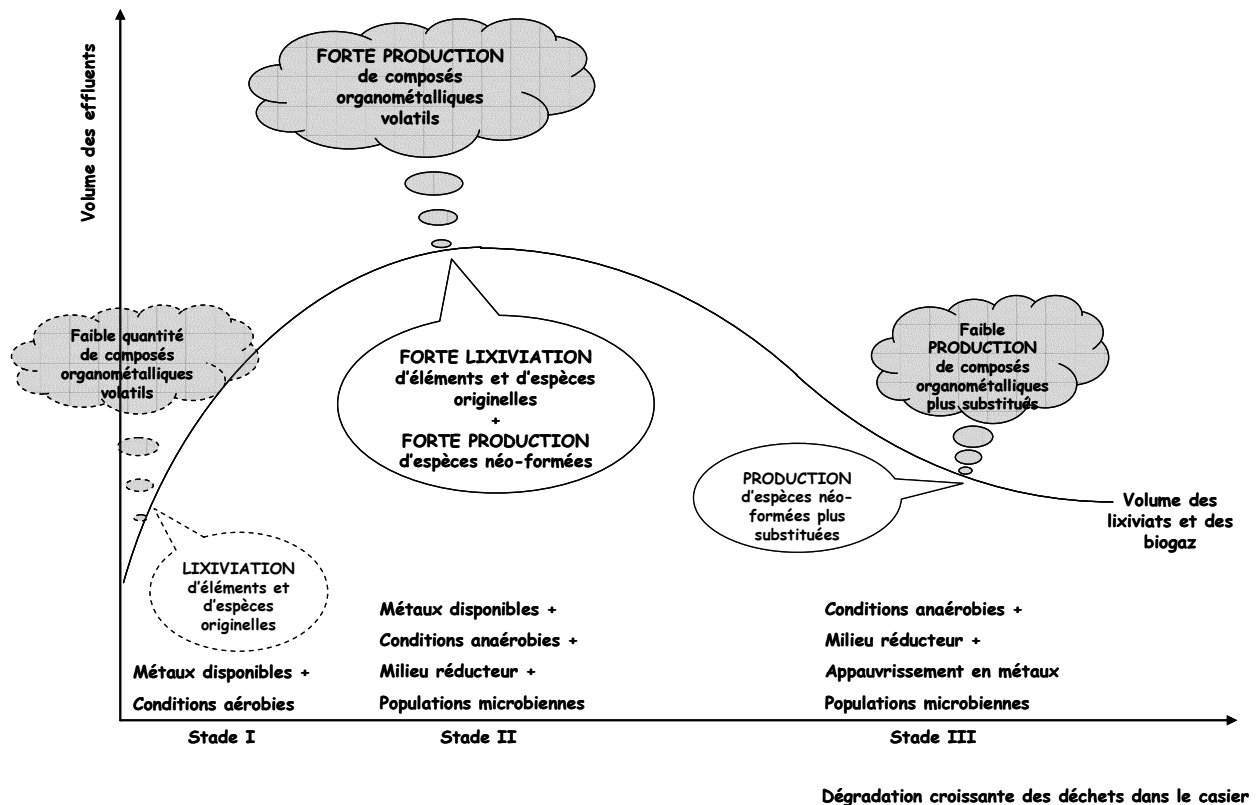 Volume des effluents
FORTE PRODUCTION
de composés
organométalliques
volatils
Faible quantité
de composés
organométalliques
volatils
FORTE LIXIVIATION
d'éléments et d'espèces
originelles
+
FORTE PRODUCTION
d'espèces néo-formées
Faible
PRODUCTION
de composés
organométalliques
plus substitués
PRODUCTION
d'espèces néo-
formées plus
substituées
Volume des
lixiviats et des
biogaz
LIXIVIATION
d'éléments et
d'espèces
originelles
Métaux disponibles +
Conditions aérobies
Métaux disponibles +
Conditions anaérobies +
Milieu réducteur +
Populations microbiennes
Conditions anaérobies +
Milieu réducteur +
Appauvrissement en métaux
Populations microbiennes
Stade I
Stade II
Stade III
Dégradation croissante des déchets dans le casier